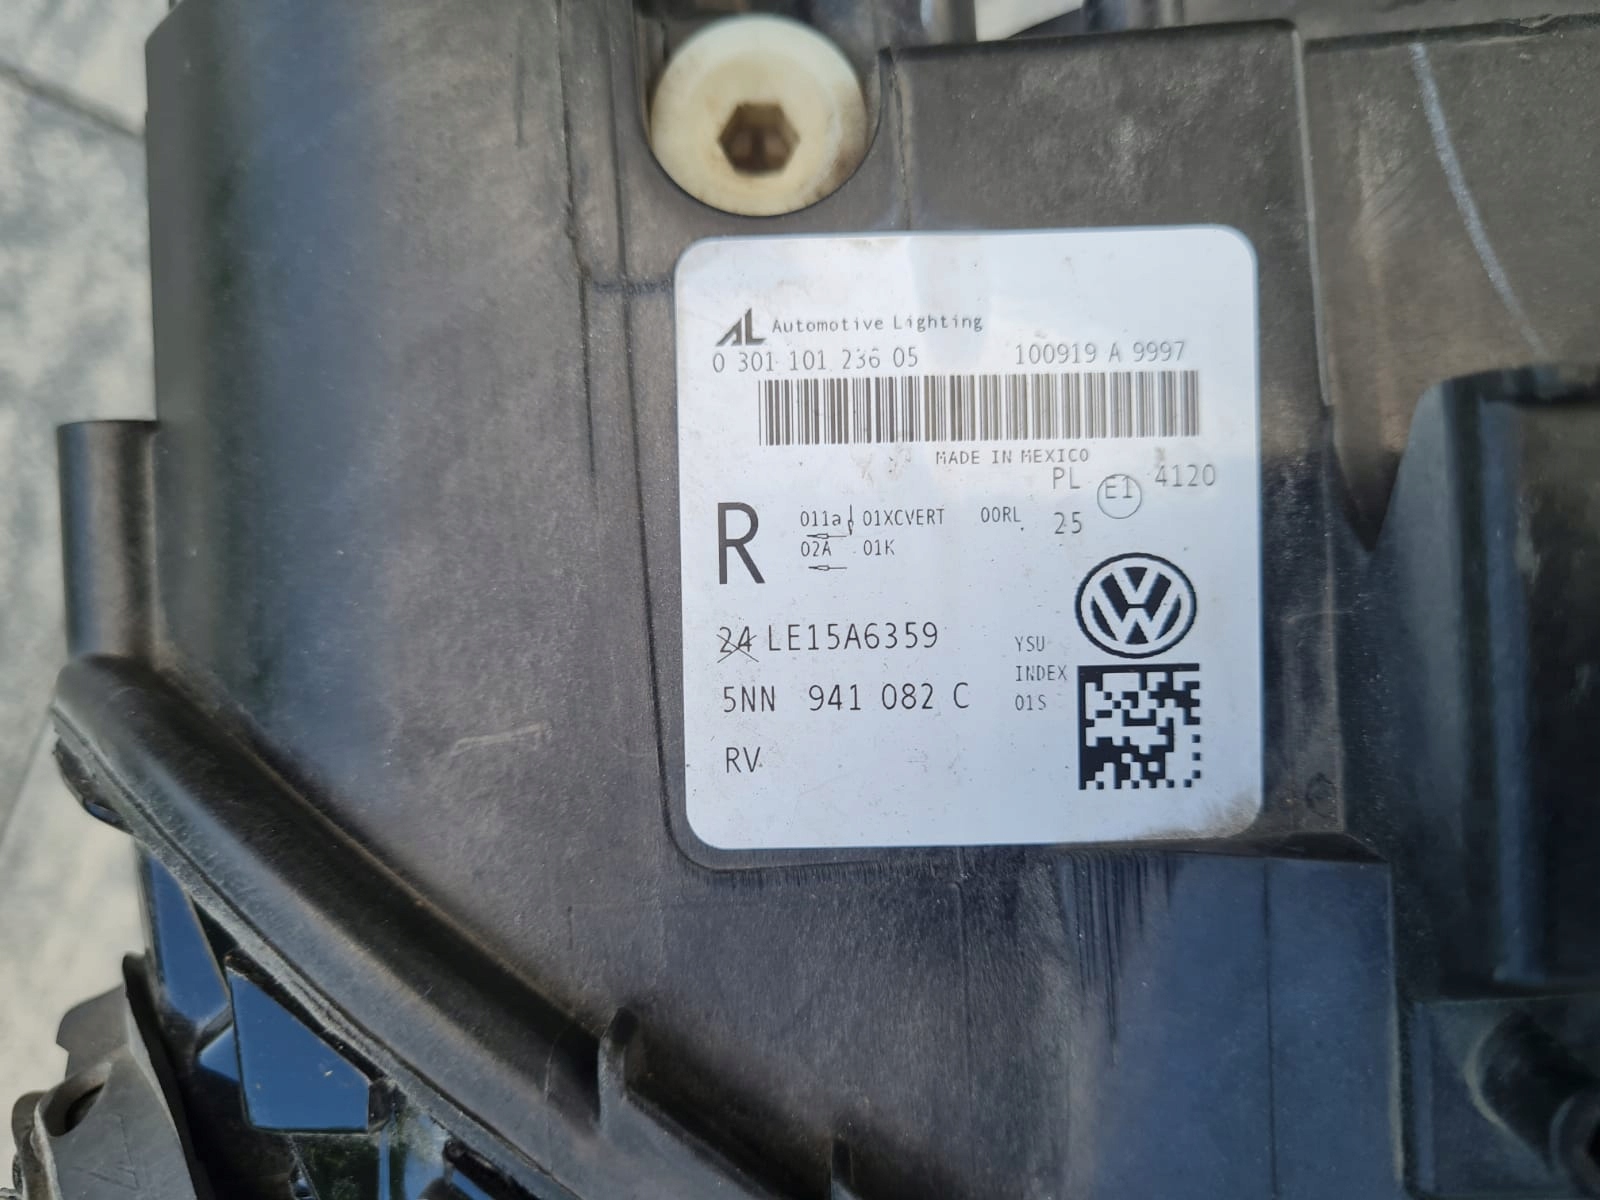 AL Automotive Lighting
0 301 101 236 05 100919 A 9997
MADE IN MEXICO
PL E1 4120
R 011a 01XCVERT 00RL 25
02A 01K
24 LE15A6359 YSU
INDEX
5NN 941 082 C 01S
RV